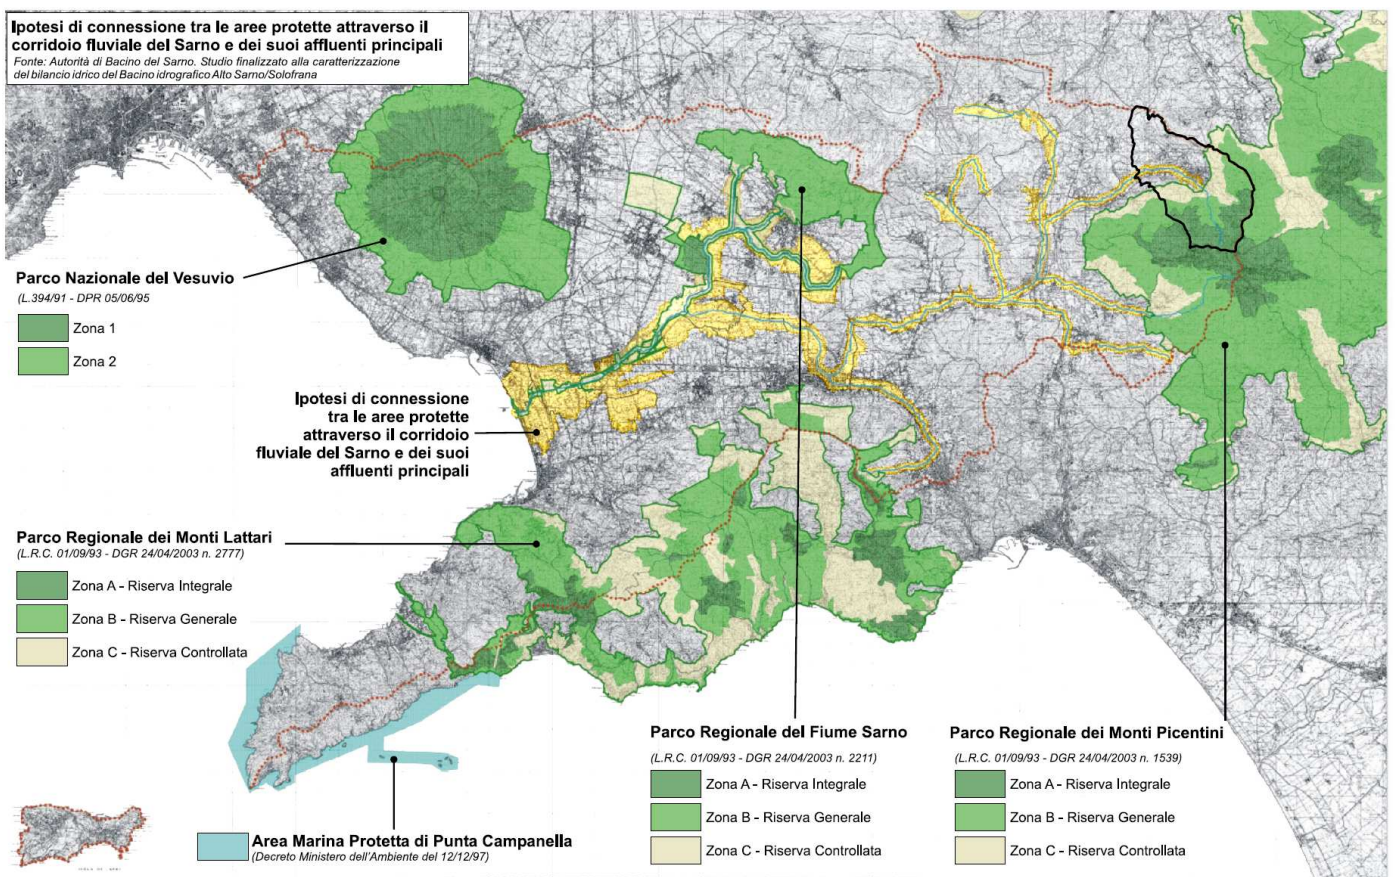 Ipotesi di connessione tra le aree protette attraverso il
corridoio fluviale del Sarno e dei suoi affluenti principali
Fonte: Autorità di Bacino del Sarno. Studio finalizzato alla caratterizzazione
del bilancio idrico del Bacino idrografico Alto Sarno/Solofrana
Parco Nazionale del Vesuvio
(L.394/91 - DPR 05/06/95
Zona 1
Zona 2
Ipotesi di connessione
tra le aree protette
attraverso il corridoio
fluviale del Sarno e dei suoi
affluenti principali
Parco Regionale dei Monti Lattari
(L.R.C. 01/09/93 - DGR 24/04/2003 n. 2777)
Zona A - Riserva Integrale
Zona B - Riserva Generale
Zona C - Riserva Controllata
Parco Regionale del Fiume Sarno
(L.R.C. 01/09/93 - DGR 24/04/2003 n. 2211)
Zona A - Riserva Integrale
Zona B - Riserva Generale
Zona C - Riserva Controllata
Parco Regionale dei Monti Picentini
(L.R.C. 01/09/93 - DGR 24/04/2003 n. 1539)
Zona A - Riserva Integrale
Zona B - Riserva Generale
Zona C - Riserva Controllata
Area Marina Protetta di Punta Campanella
(Decreto Ministero dell'Ambiente del 12/12/97)